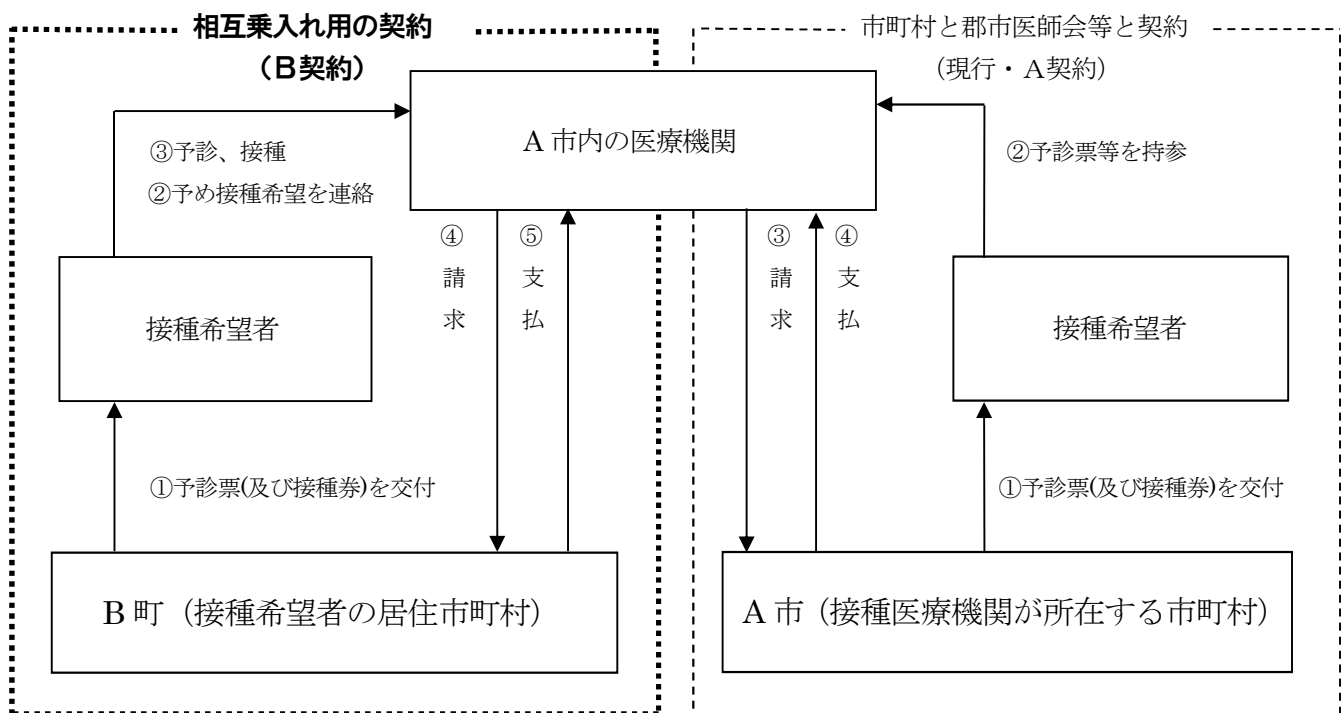 相互乗入れ用の契約
(B契約)
市町村と郡市医師会等と契約
(現行・A契約)
A 市内の医療機関
③予診、接種
②予め接種希望を連絡
②予診票等を持参
④請求
⑤支払
③請求
④支払
接種希望者
接種希望者
①予診票(及び接種券)を交付
①予診票(及び接種券)を交付
B 町(接種希望者の居住市町村)
A 市(接種医療機関が所在する市町村)